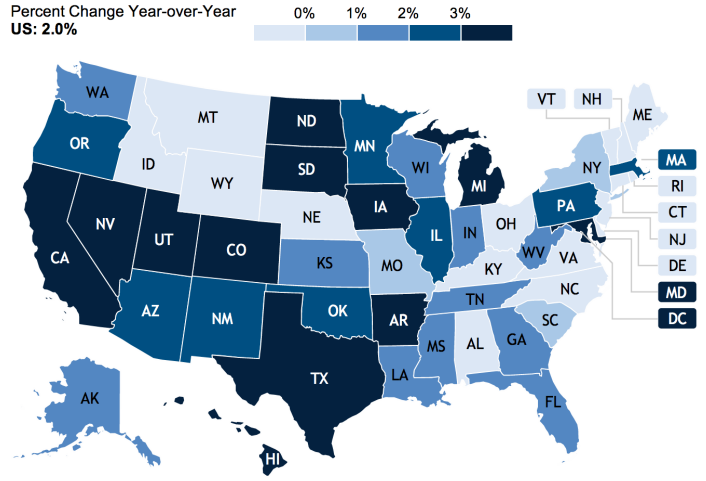 Percent Change Year-over-Year
US: 2.0%
0% 1% 2% 3%
VT NH
WA
MT
ND
MN
ME
OR
ID
SD
WI
MI
NY
MA
WY
RI
NE
IA
PA
CT
NV
UT
CO
IL
IN
OH
NJ
CA
KS
MO
KY
WV
VA
DE
MD
NC
TN
AZ
NM
OK
AR
SC
DC
MS
AL
GA
TX
LA
AK
FL
HI